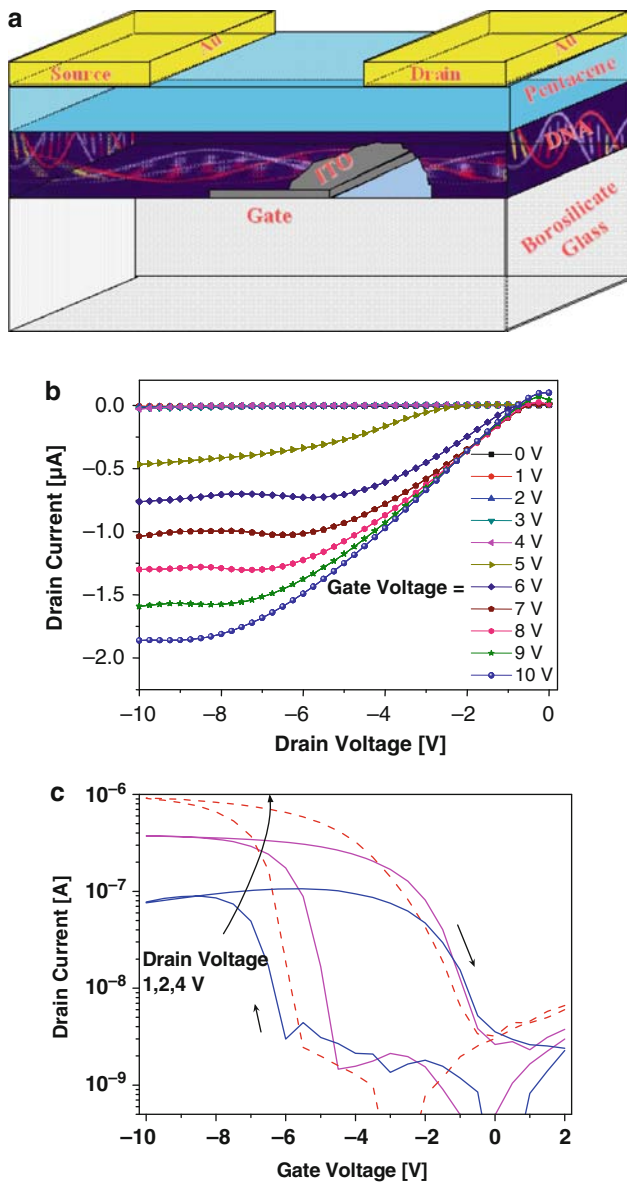 a
Au
Au
Source
Drain
Pentacene
DNA
ITO
Gate
Borosilicate
Glass
b
0.0
−0.5
−1.0
−1.5
−2.0
Drain Current [µA]
Gate Voltage =
0 V
1 V
2 V
3 V
4 V
5 V
6 V
7 V
8 V
9 V
10 V
−10 −8 −6 −4 −2 0
Drain Voltage [V]
c
10⁻⁶
10⁻⁷
10⁻⁸
10⁻⁹
Drain Current [A]
Drain Voltage
1,2,4 V
−10 −8 −6 −4 −2 0 2
Gate Voltage [V]